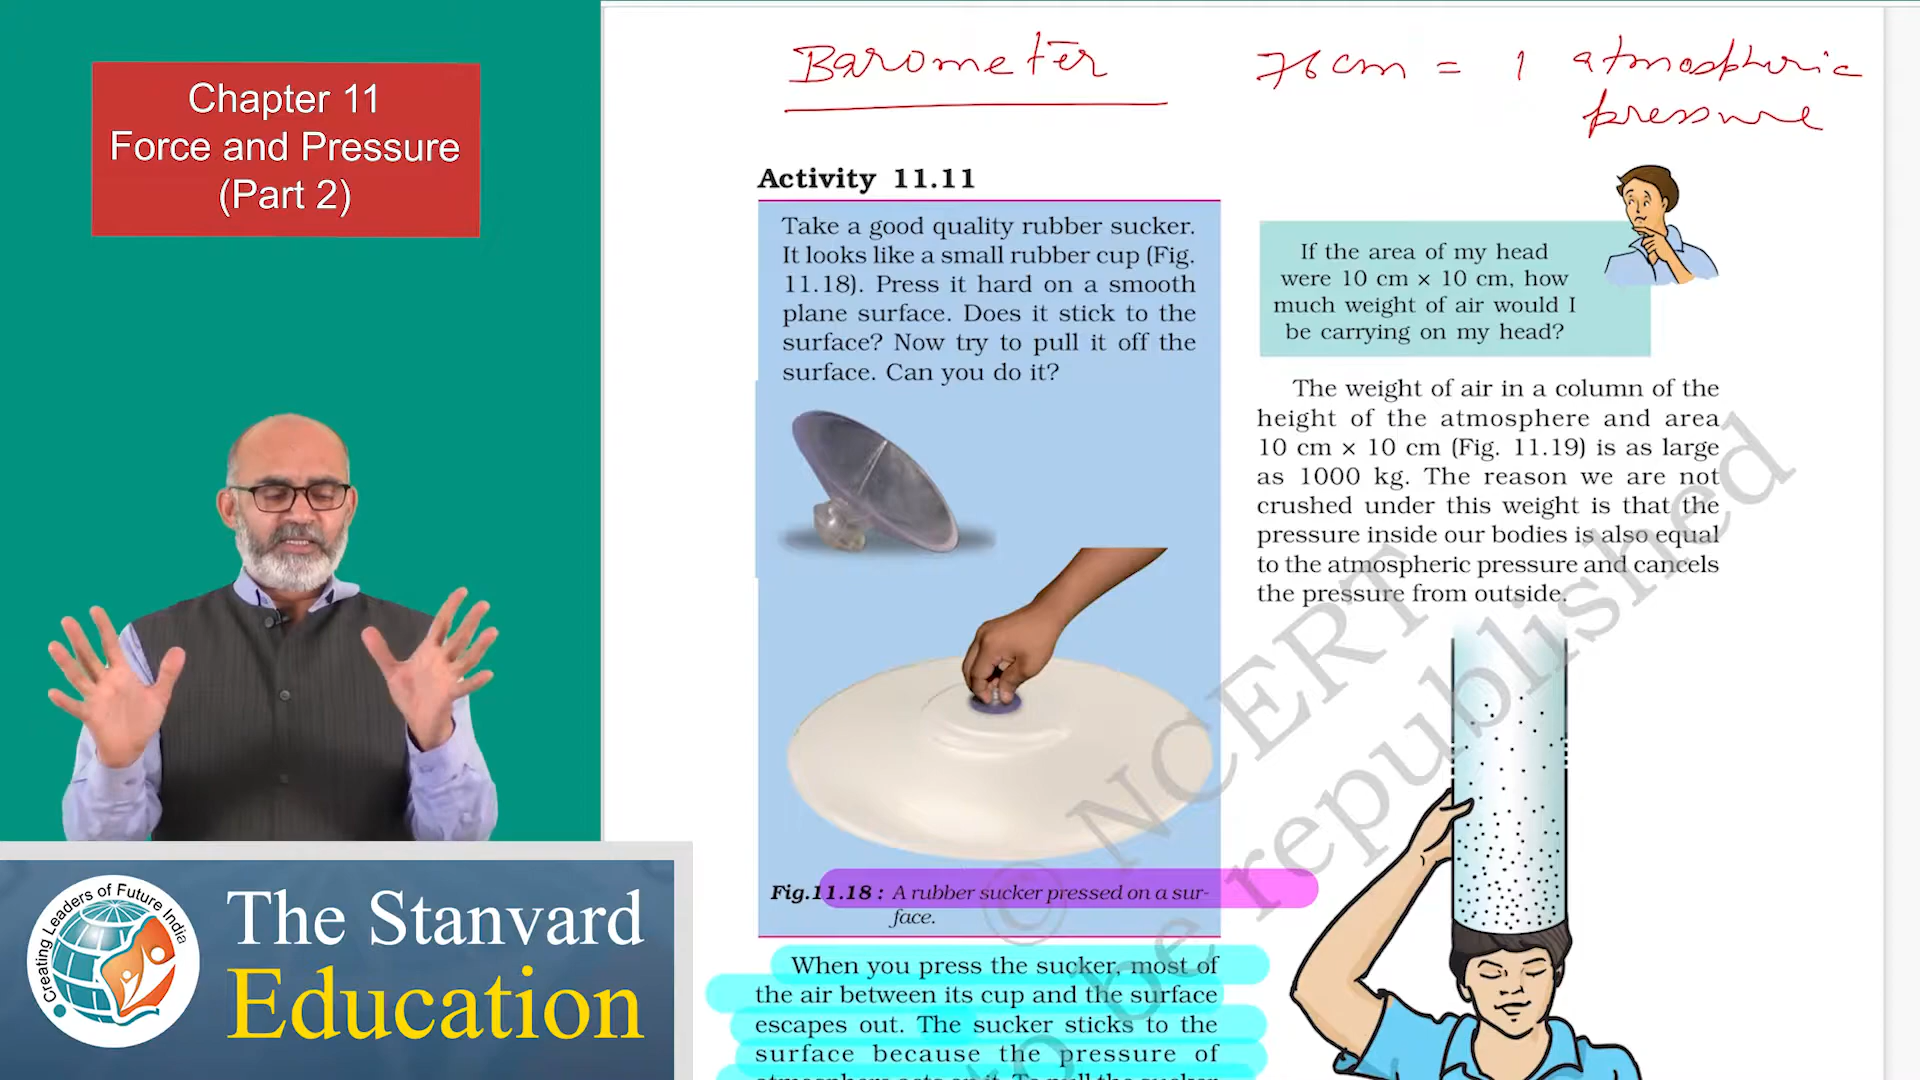 Chapter 11
Force and Pressure
(Part 2)
Barometer
76 cm = 1 atmospheric
pressure
Activity 11.11
Take a good quality rubber sucker.
It looks like a small rubber cup (Fig.
11.18). Press it hard on a smooth
plane surface. Does it stick to the
surface? Now try to pull it off the
surface. Can you do it?
Fig.11.18 : A rubber sucker pressed on a sur-
face.
When you press the sucker, most of
the air between its cup and the surface
escapes out. The sucker sticks to the
surface because the pressure of
If the area of my head
were 10 cm × 10 cm, how
much weight of air would I
be carrying on my head?
The weight of air in a column of the
height of the atmosphere and area
10 cm × 10 cm (Fig. 11.19) is as large
as 1000 kg. The reason we are not
crushed under this weight is that the
pressure inside our bodies is also equal
to the atmospheric pressure and cancels
the pressure from outside.
© NCERT
to be republished
Creating Leaders of Future India
The Stanvard
Education